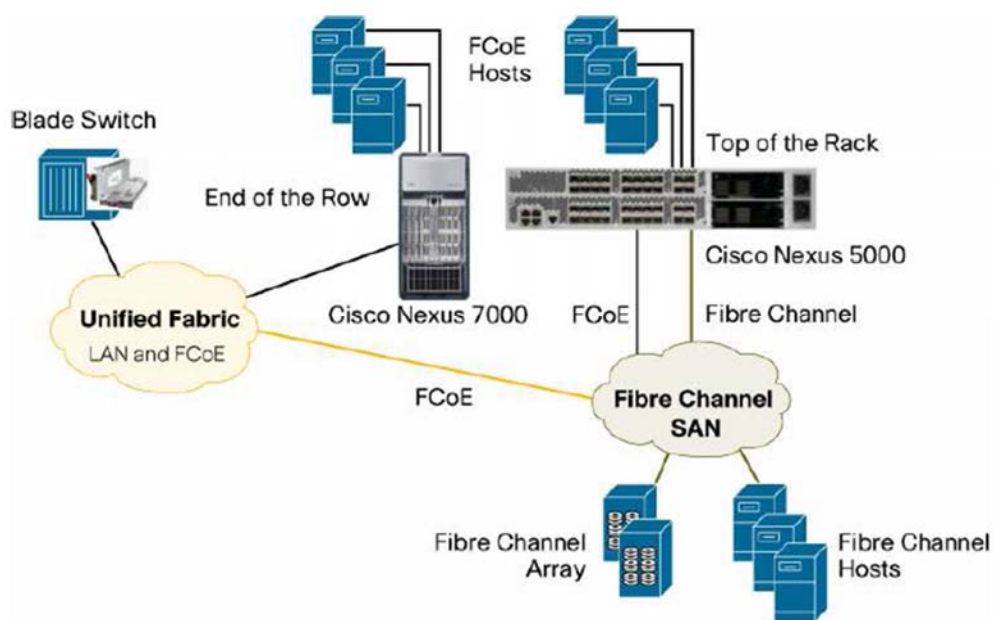 FCoE
Hosts
Blade Switch
Top of the Rack
End of the Row
Cisco Nexus 5000
Cisco Nexus 7000
FCoE
Fibre Channel
Unified Fabric
LAN and FCoE
FCoE
Fibre Channel
SAN
Fibre Channel
Array
Fibre Channel
Hosts